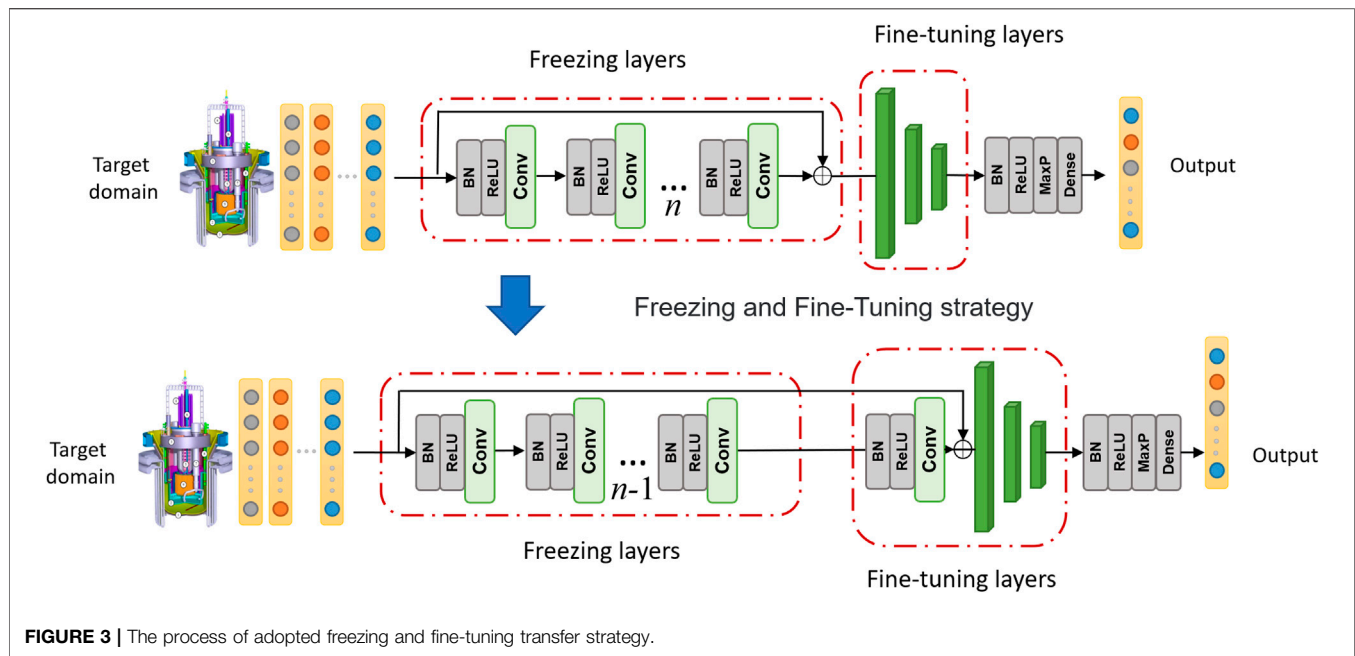 Fine-tuning layers
Freezing layers
Target
domain
BN
ReLU
Conv
BN
ReLU
Conv
...
n
BN
ReLU
Conv
BN
ReLU
MaxP
Dense
Output
Freezing and Fine-Tuning strategy
Target
domain
BN
ReLU
Conv
BN
ReLU
Conv
...
n-1
BN
ReLU
Conv
BN
ReLU
Conv
BN
ReLU
MaxP
Dense
Output
Freezing layers
Fine-tuning layers
FIGURE 3 | The process of adopted freezing and fine-tuning transfer strategy.